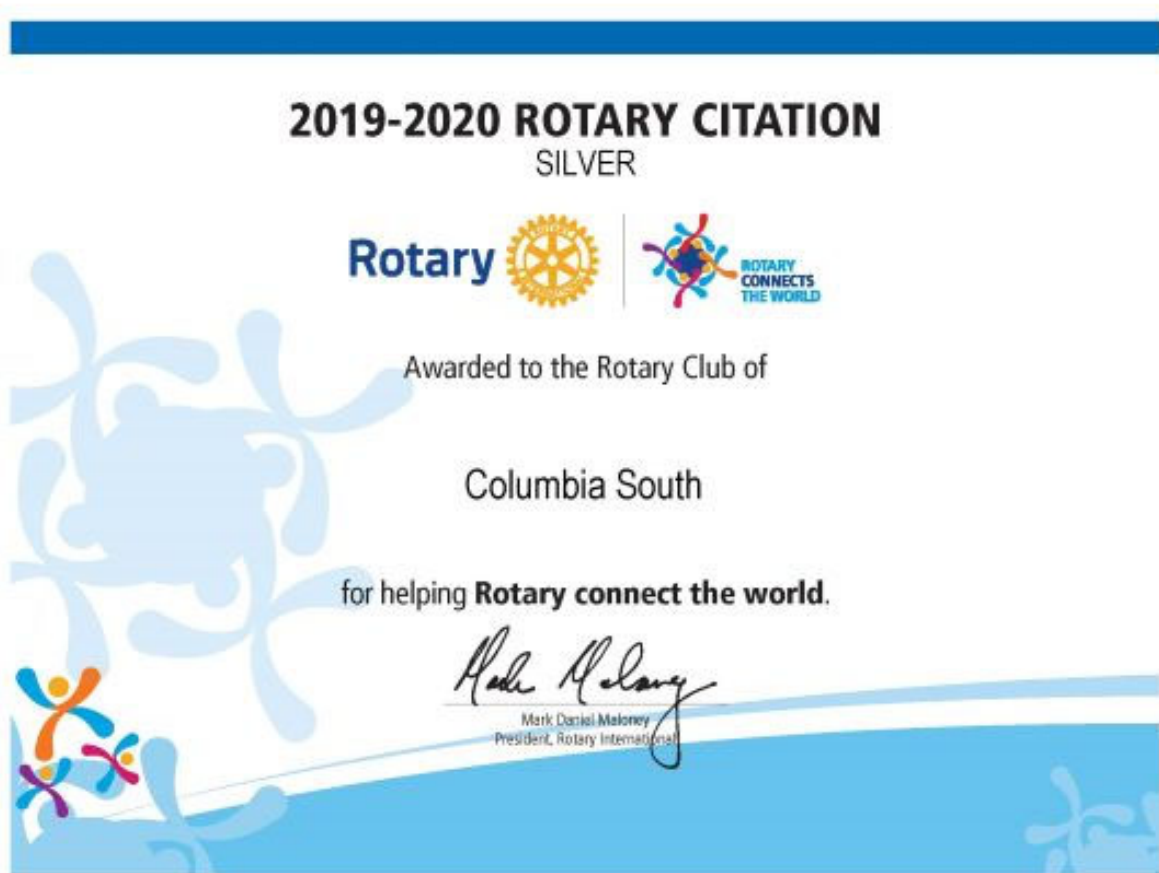 2019-2020 ROTARY CITATION
SILVER
Rotary
ROTARY
CONNECTS
THE WORLD
Awarded to the Rotary Club of
Columbia South
for helping Rotary connect the world.
Mark Daniel Maloney
President, Rotary International